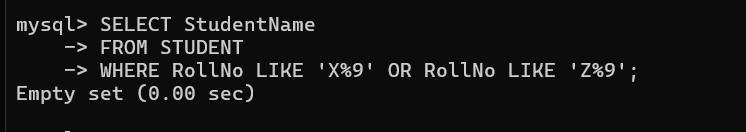 mysql> SELECT StudentName
    -> FROM STUDENT
    -> WHERE RollNo LIKE 'X%9' OR RollNo LIKE 'Z%9';
Empty set (0.00 sec)